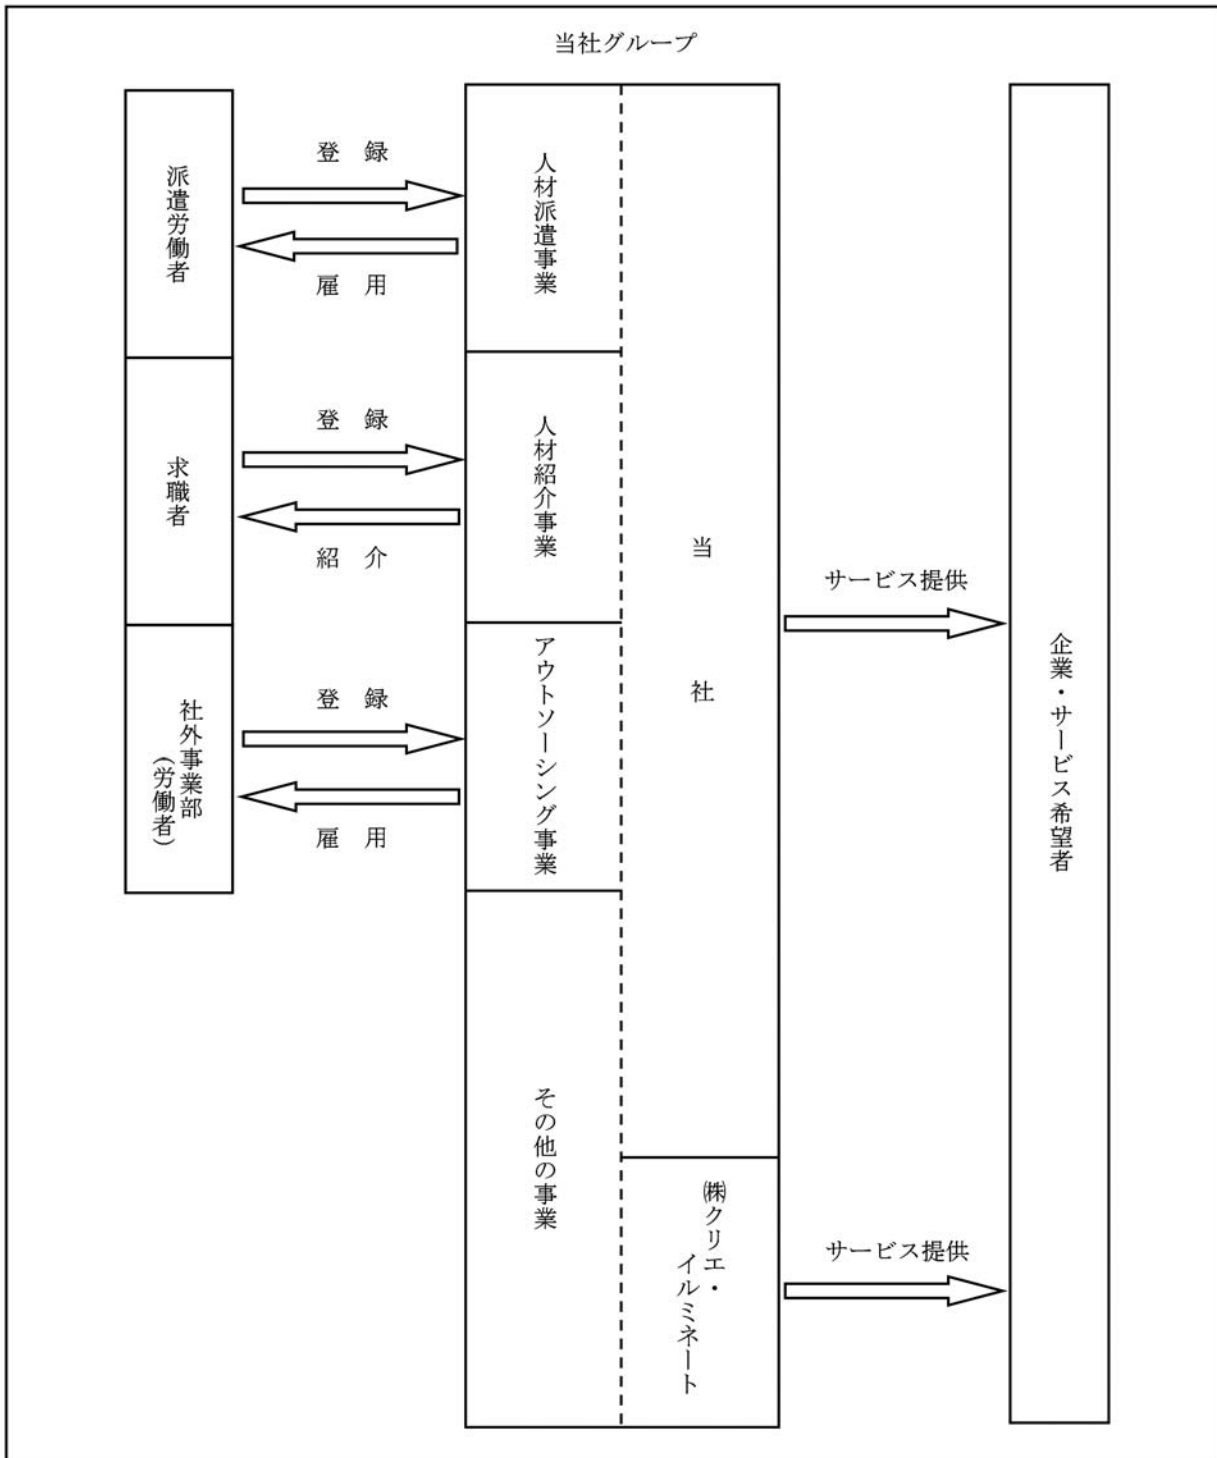 当社グループ
派遣労働者
登 録
雇 用
人材派遣事業
求職者
登 録
紹 介
人材紹介事業
社外事業部
(労働者)
登 録
雇 用
アウトソーシング事業
その他の事業
当社
㈱クリエ・
イルミネート
サービス提供
サービス提供
企業・サービス希望者